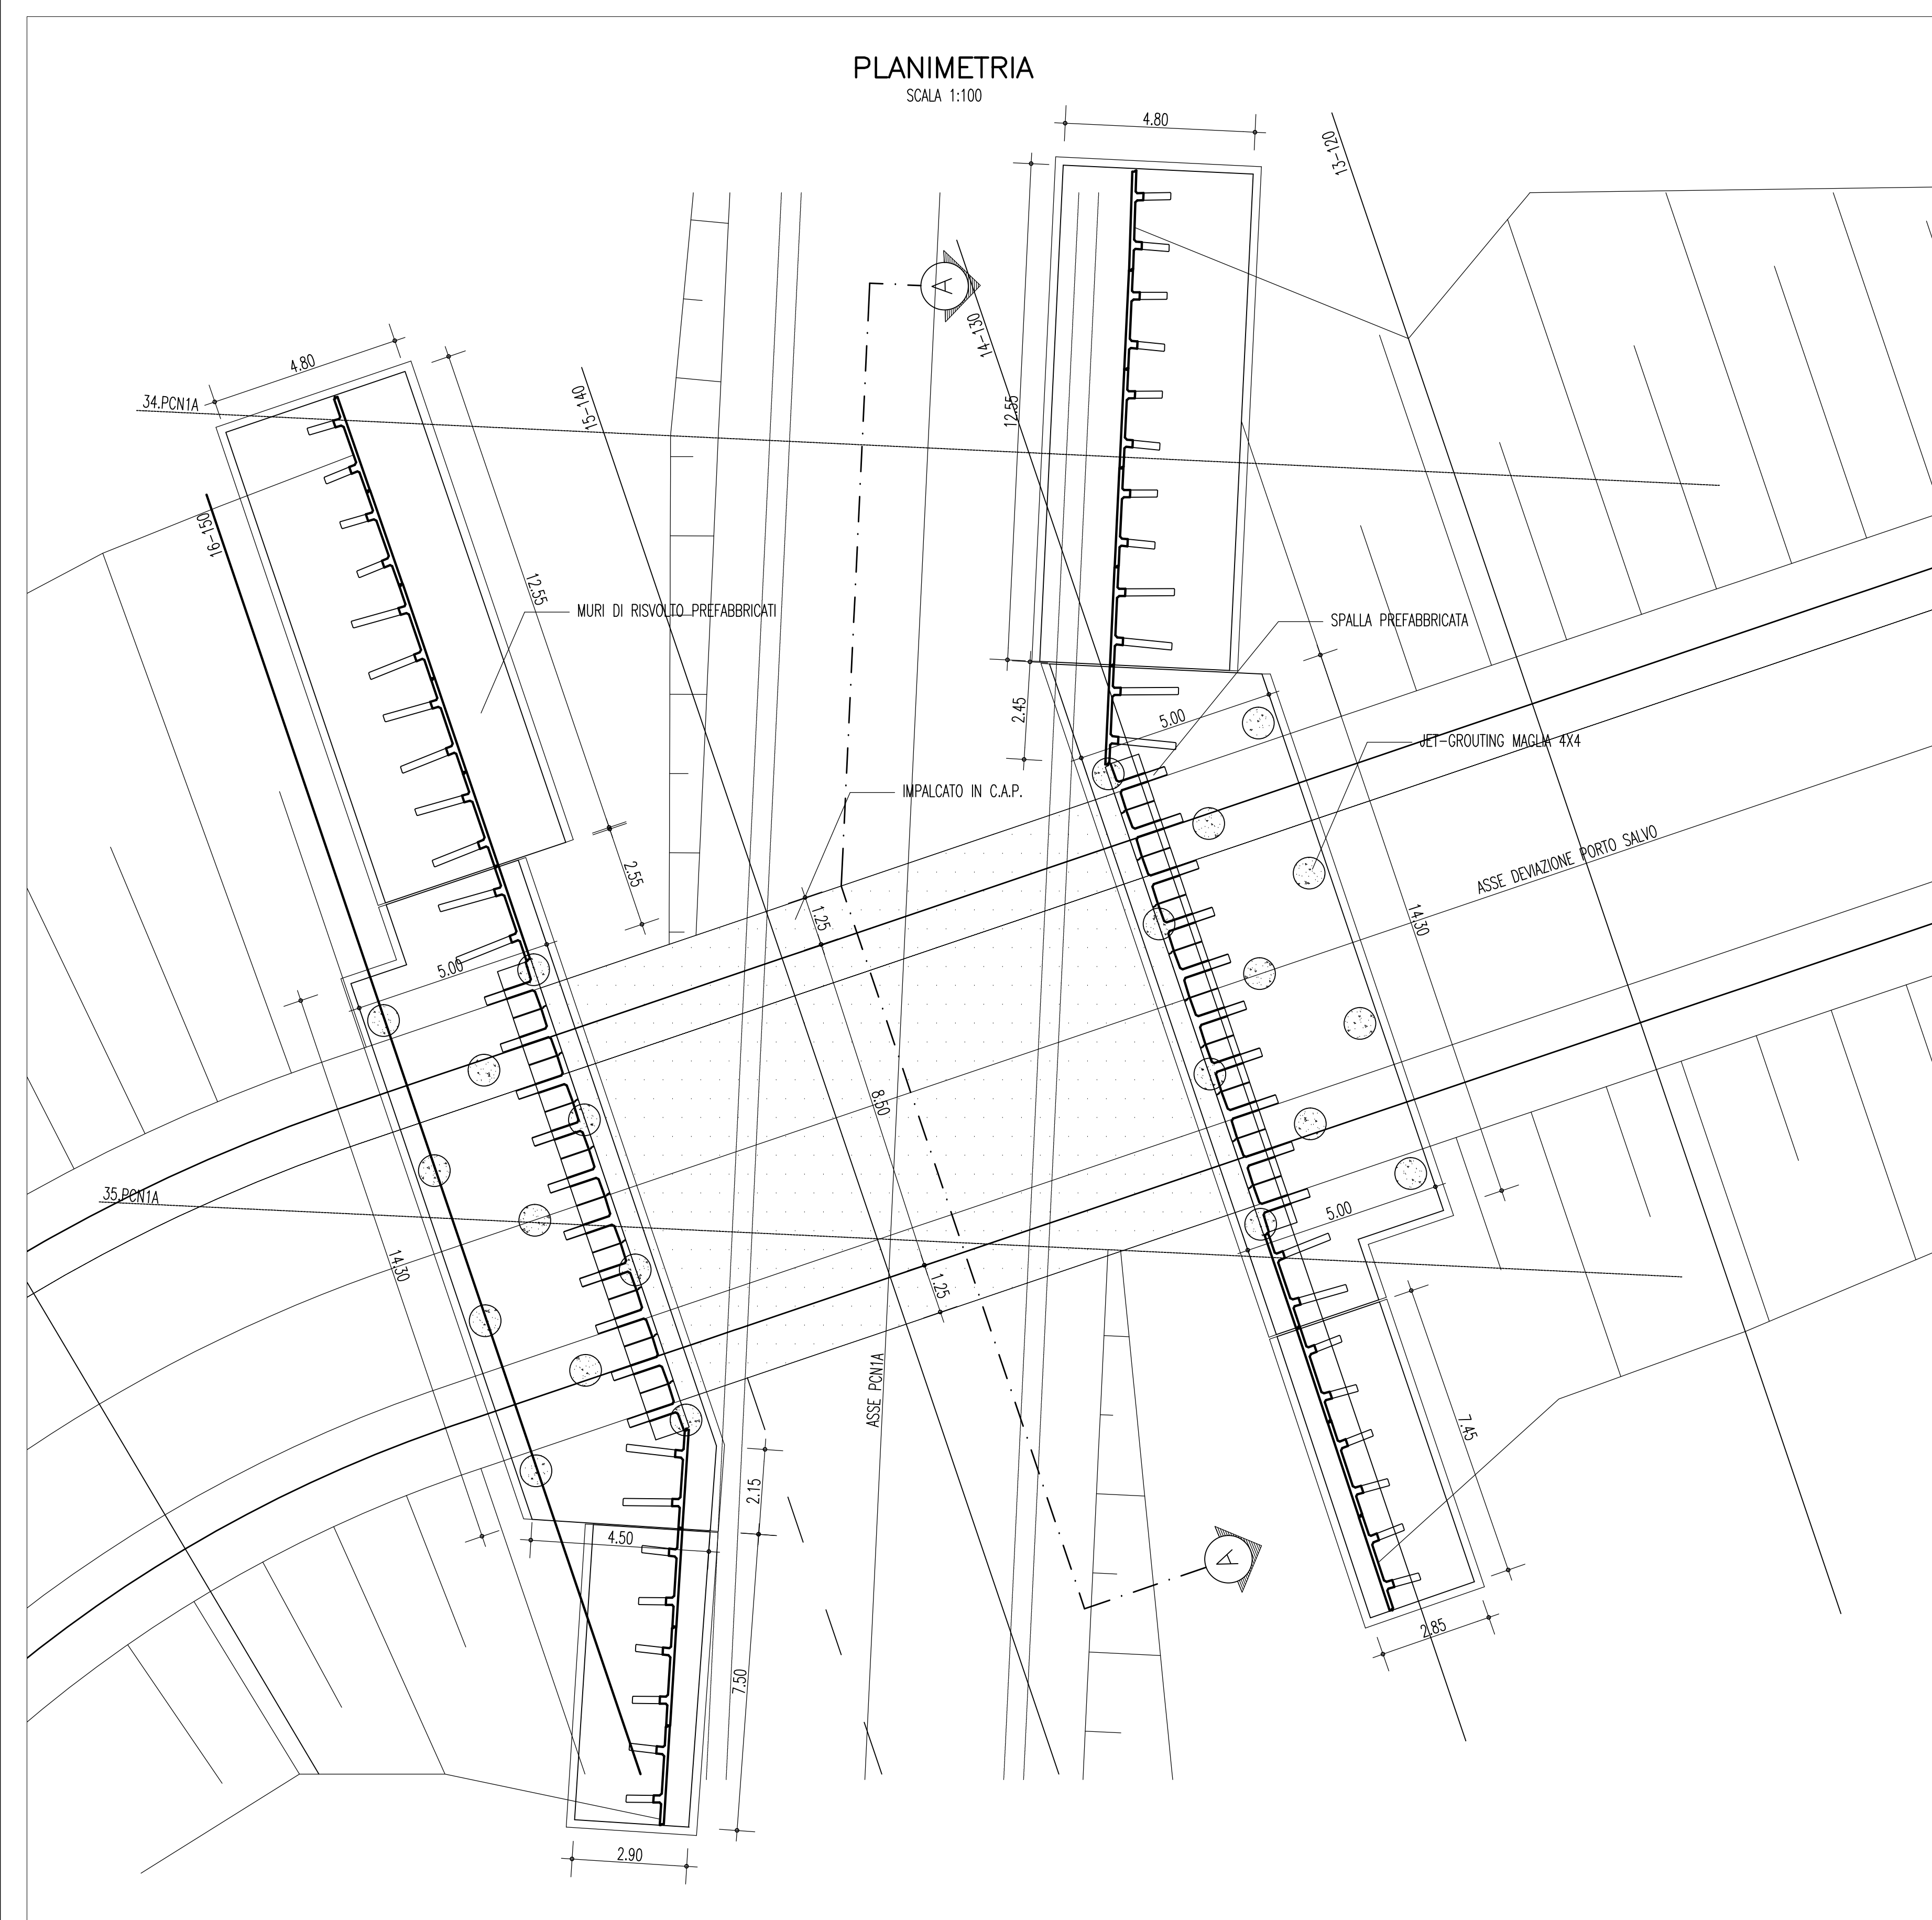 PLANIMETRIA
SCALA 1:100
4.80
13-120
A
14-130
4.80
34.PCN1A
15-140
12.55
16-150
12.55
MURI DI RISVOLTO PREFABBRICATI
SPALLA PREFABBRICATA
2.45
5.00
JET-GROUTING MAGLIA 4X4
IMPALCATO IN C.A.P.
ASSE DEVIAZIONE PORTO SALVO
2.55
1.25
14.30
5.00
8.50
35.PCN1A
5.00
14.30
1.25
ASSE PCN1A
7.45
2.15
4.50
A
2.85
7.50
2.90